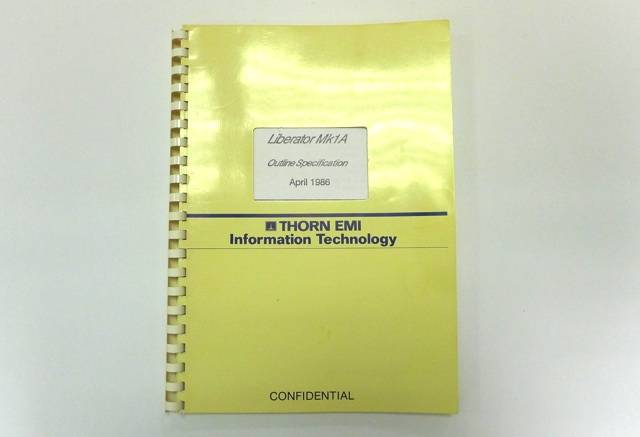 Liberator Mk1A
Outline Specification
April 1986
THORN EMI
Information Technology
CONFIDENTIAL